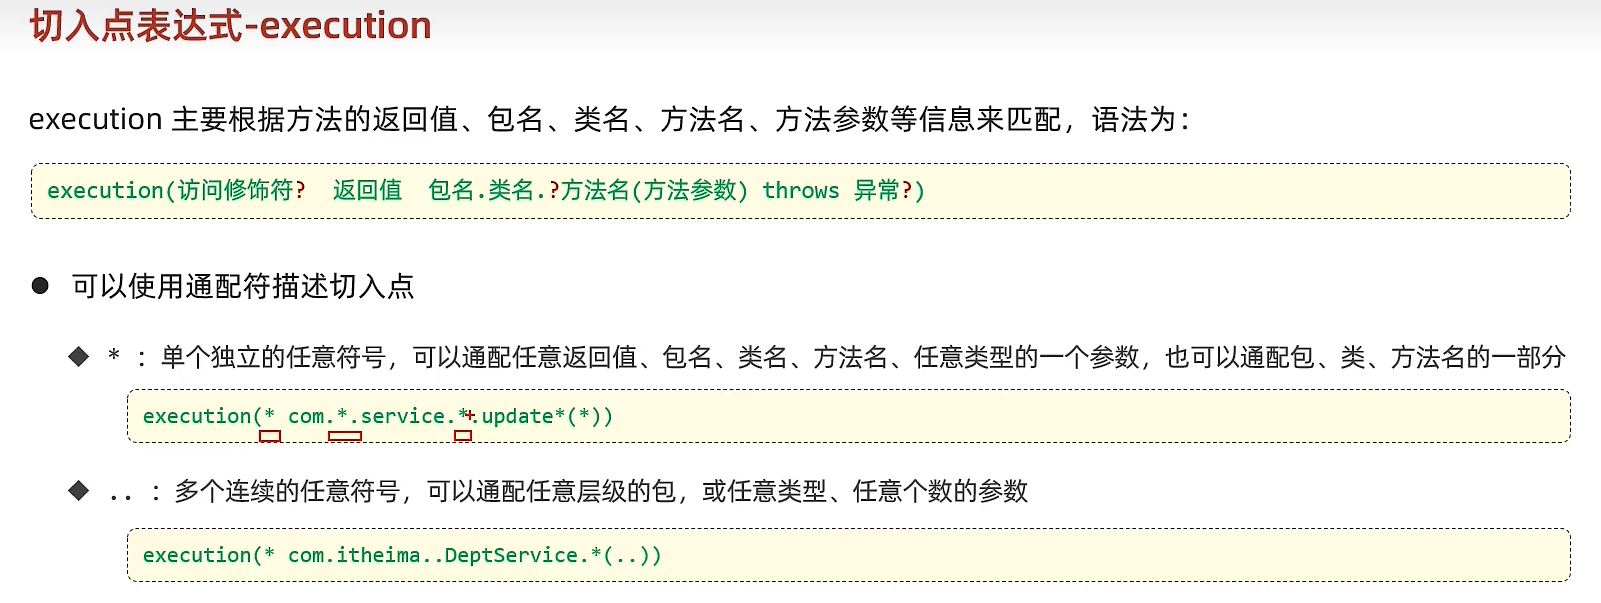 切入点表达式-execution
execution 主要根据方法的返回值、包名、类名、方法名、方法参数等信息来匹配，语法为：
execution(访问修饰符? 返回值 包名.类名.?方法名(方法参数) throws 异常?)
● 可以使用通配符描述切入点
◆ * ：单个独立的任意符号，可以通配任意返回值、包名、类名、方法名、任意类型的一个参数，也可以通配包、类、方法名的一部分
execution(* com.*.service.*.update*(*))
◆ .. ：多个连续的任意符号，可以通配任意层级的包，或任意类型、任意个数的参数
execution(* com.itheima..DeptService.*(..))